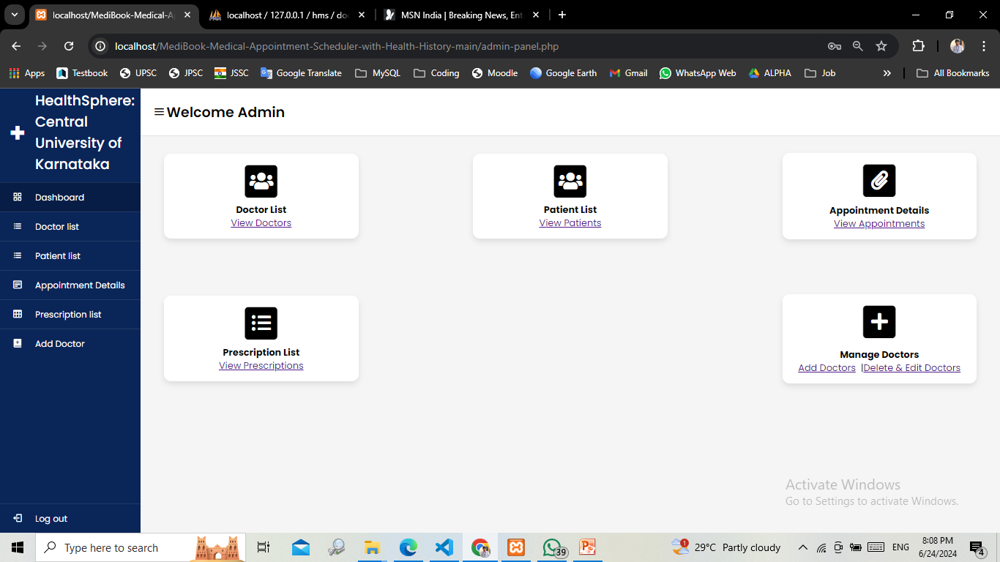 localhost/MediBook-Medical-A
localhost / 127.0.0.1 / hms / do
MSN India | Breaking News, Ent
localhost/MediBook-Medical-Appointment-Scheduler-with-Health-History-main/admin-panel.php
Apps Testbook UPSC JPSC JSSC Google Translate MySQL Coding Moodle Google Earth Gmail WhatsApp Web ALPHA Job All Bookmarks
HealthSphere:
Central
University of
Karnataka
Dashboard
Doctor list
Patient list
Appointment Details
Prescription list
Add Doctor
Log out
Welcome Admin
Doctor List
View Doctors
Patient List
View Patients
Appointment Details
View Appointments
Prescription List
View Prescriptions
Manage Doctors
Add Doctors |Delete & Edit Doctors
Activate Windows
Go to Settings to activate Windows.
Type here to search
39
1
29°C Partly cloudy
ENG
8:08 PM
6/24/2024
4